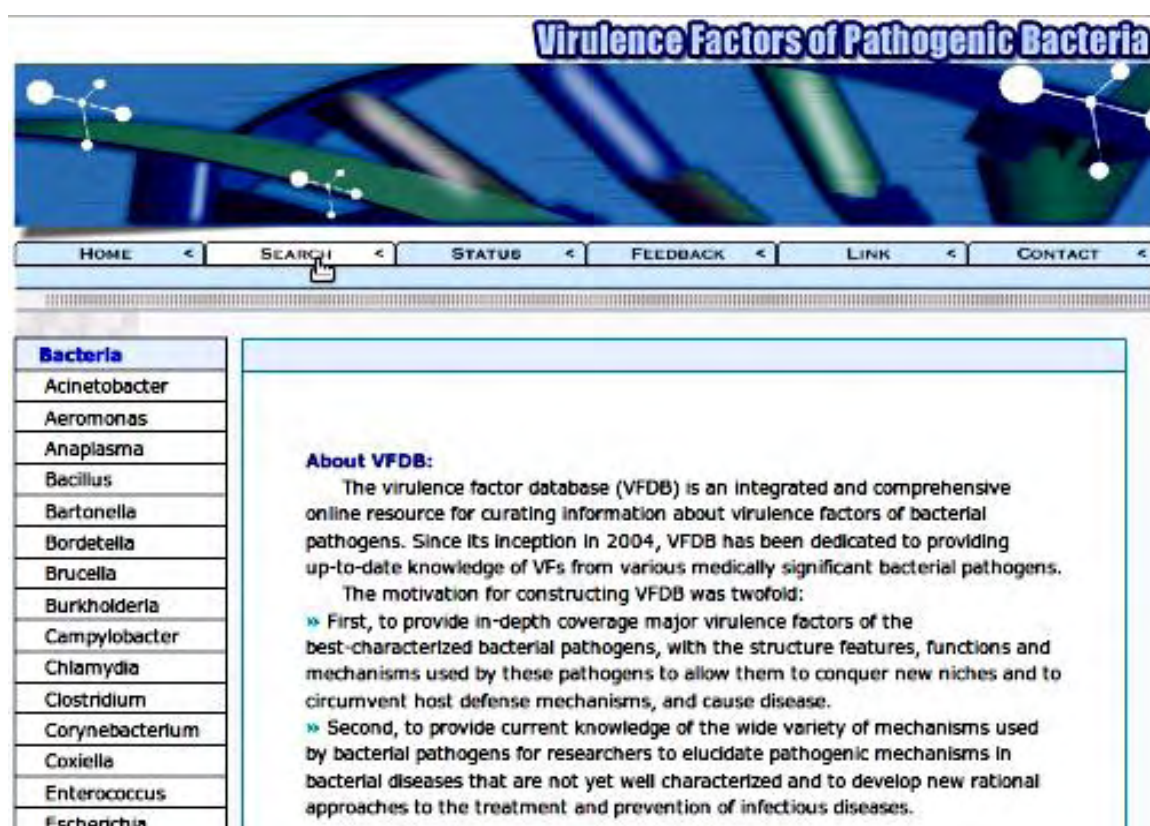 Virulence Factors of Pathogenic Bacteria
HOME < SEARCH < STATUS < FEEDBACK < LINK < CONTACT <
Bacteria
Acinetobacter
Aeromonas
Anaplasma
Bacillus
Bartonella
Bordetella
Brucella
Burkholderia
Campylobacter
Chlamydia
Clostridium
Corynebacterium
Coxiella
Enterococcus
Escherichia
About VFDB:
The virulence factor database (VFDB) is an integrated and comprehensive
online resource for curating information about virulence factors of bacterial
pathogens. Since its inception in 2004, VFDB has been dedicated to providing
up-to-date knowledge of VFs from various medically significant bacterial pathogens.
The motivation for constructing VFDB was twofold:
» First, to provide in-depth coverage major virulence factors of the
best-characterized bacterial pathogens, with the structure features, functions and
mechanisms used by these pathogens to allow them to conquer new niches and to
circumvent host defense mechanisms, and cause disease.
» Second, to provide current knowledge of the wide variety of mechanisms used
by bacterial pathogens for researchers to elucidate pathogenic mechanisms in
bacterial diseases that are not yet well characterized and to develop new rational
approaches to the treatment and prevention of infectious diseases.